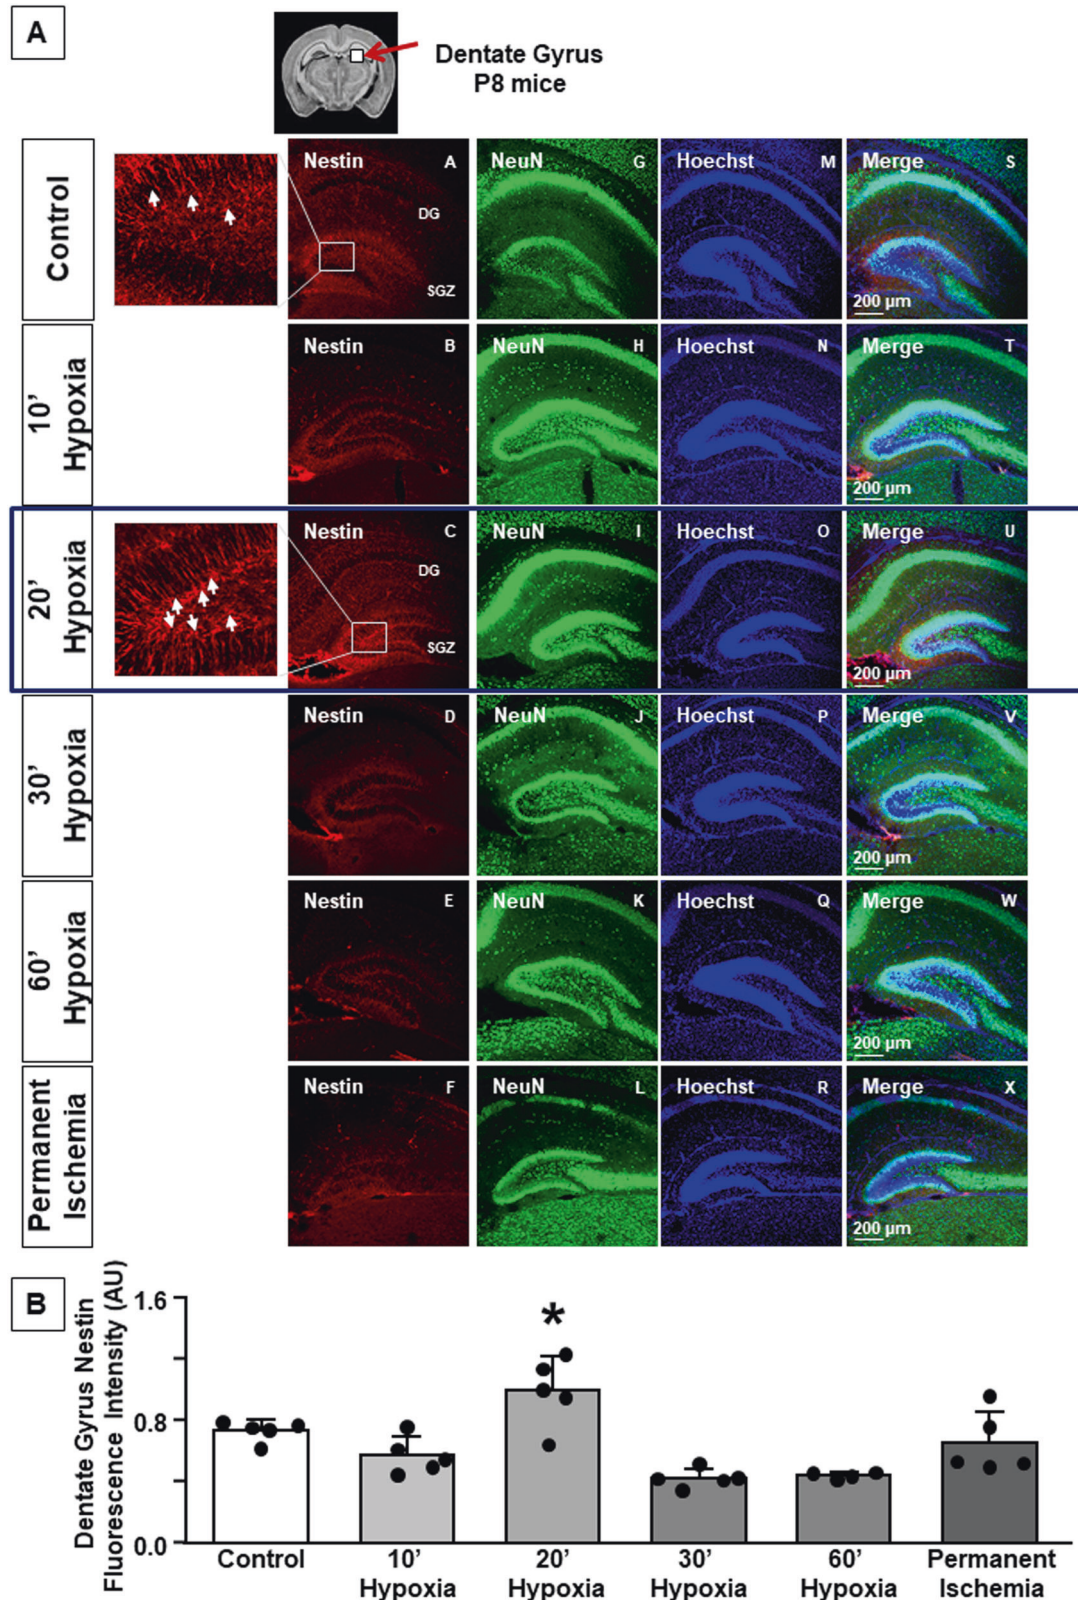 A
Dentate Gyrus
P8 mice
Control
Nestin A
DG
SGZ
NeuN G
Hoechst M
Merge S
200 µm
10’
Hypoxia
Nestin B
NeuN H
Hoechst N
Merge T
200 µm
20’
Hypoxia
Nestin C
DG
SGZ
NeuN I
Hoechst O
Merge U
200 µm
30’
Hypoxia
Nestin D
NeuN J
Hoechst P
Merge V
200 µm
60’
Hypoxia
Nestin E
NeuN K
Hoechst Q
Merge W
200 µm
Permanent
Ischemia
Nestin F
NeuN L
Hoechst R
Merge X
200 µm
B
Dentate Gyrus Nestin
Fluorescence Intensity (AU)
1.6
0.8
0.0
*
Control
10’
Hypoxia
20’
Hypoxia
30’
Hypoxia
60’
Hypoxia
Permanent
Ischemia